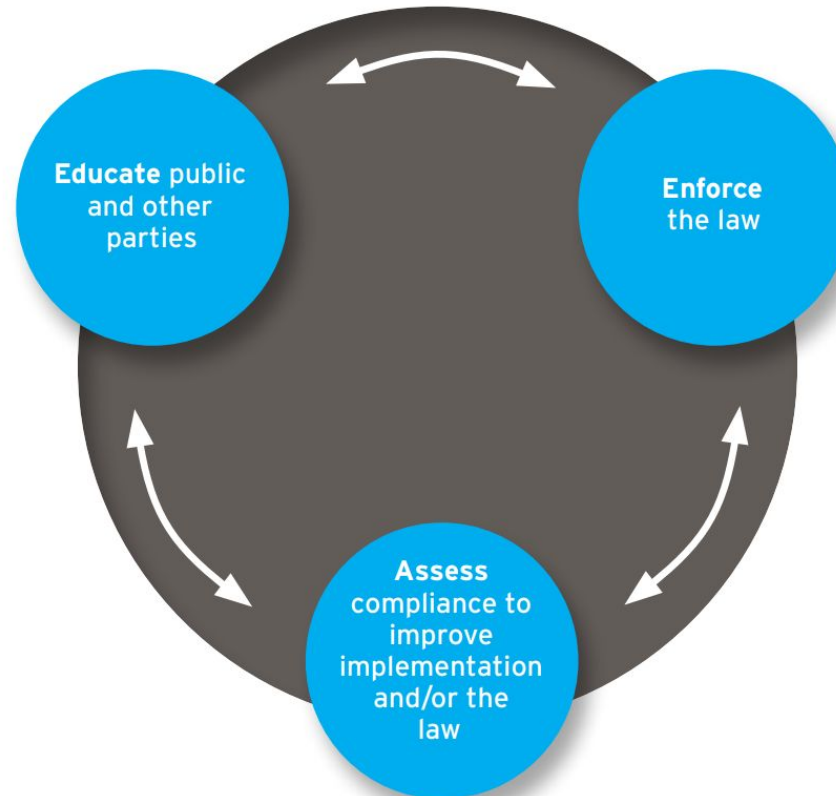 Educate public
and other
parties
Enforce
the law
Assess
compliance to
improve
implementation
and/or the
law